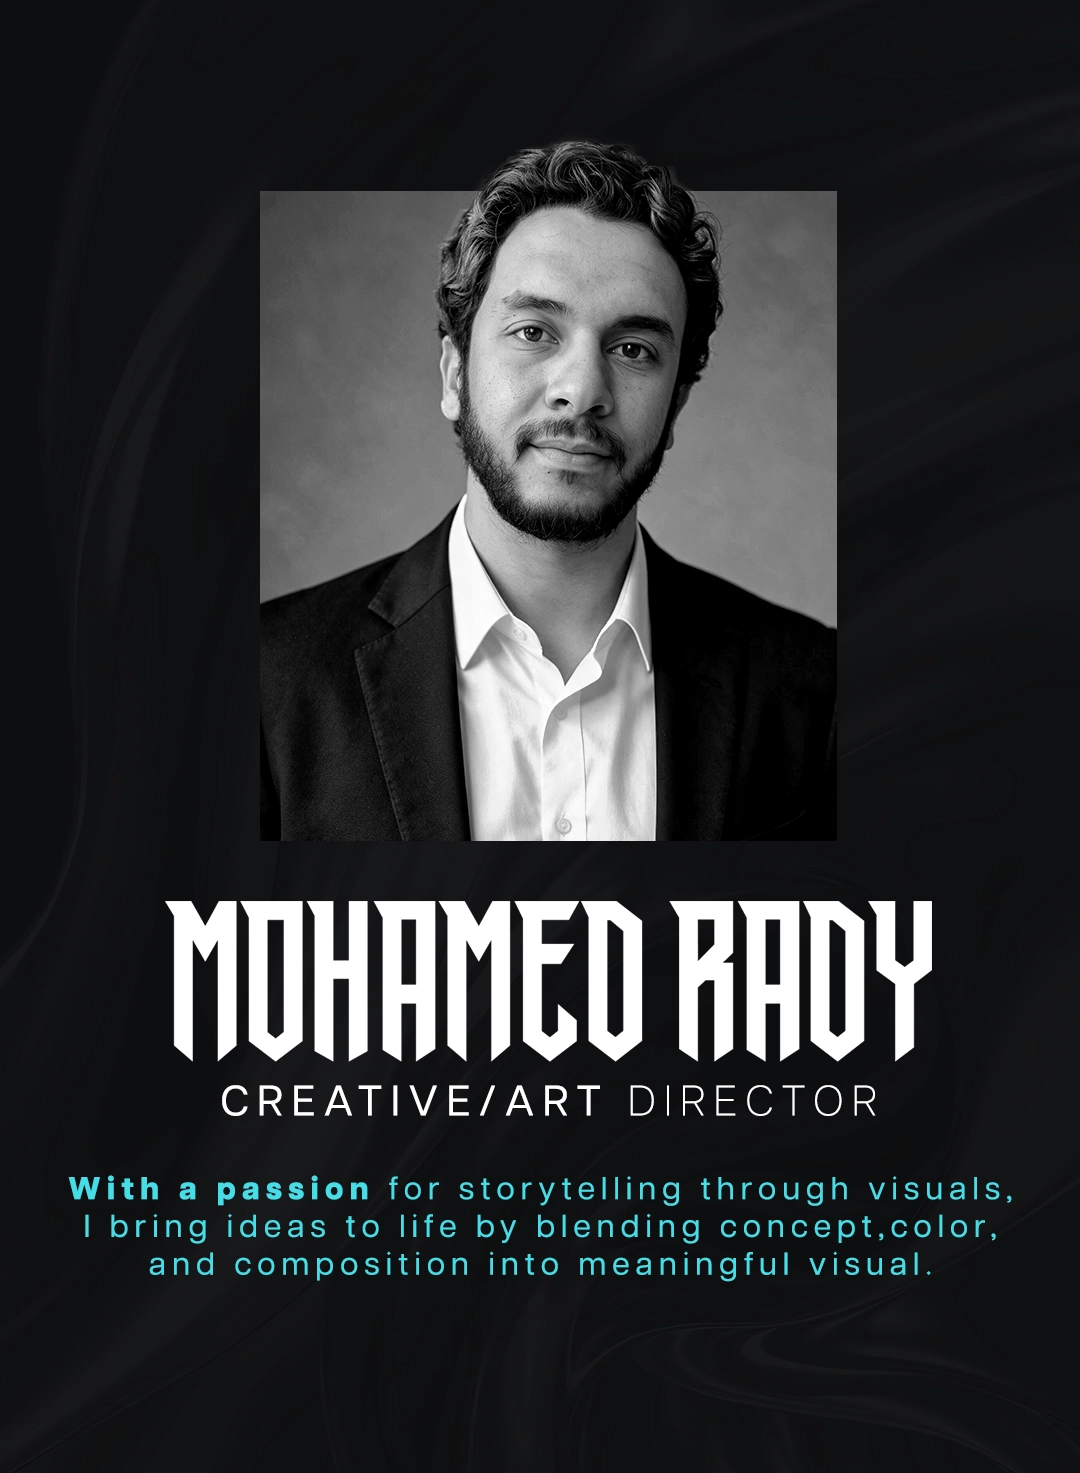 MOHAMED RADY
CREATIVE/ART DIRECTOR
With a passion for storytelling through visuals,
I bring ideas to life by blending concept,color,
and composition into meaningful visual.